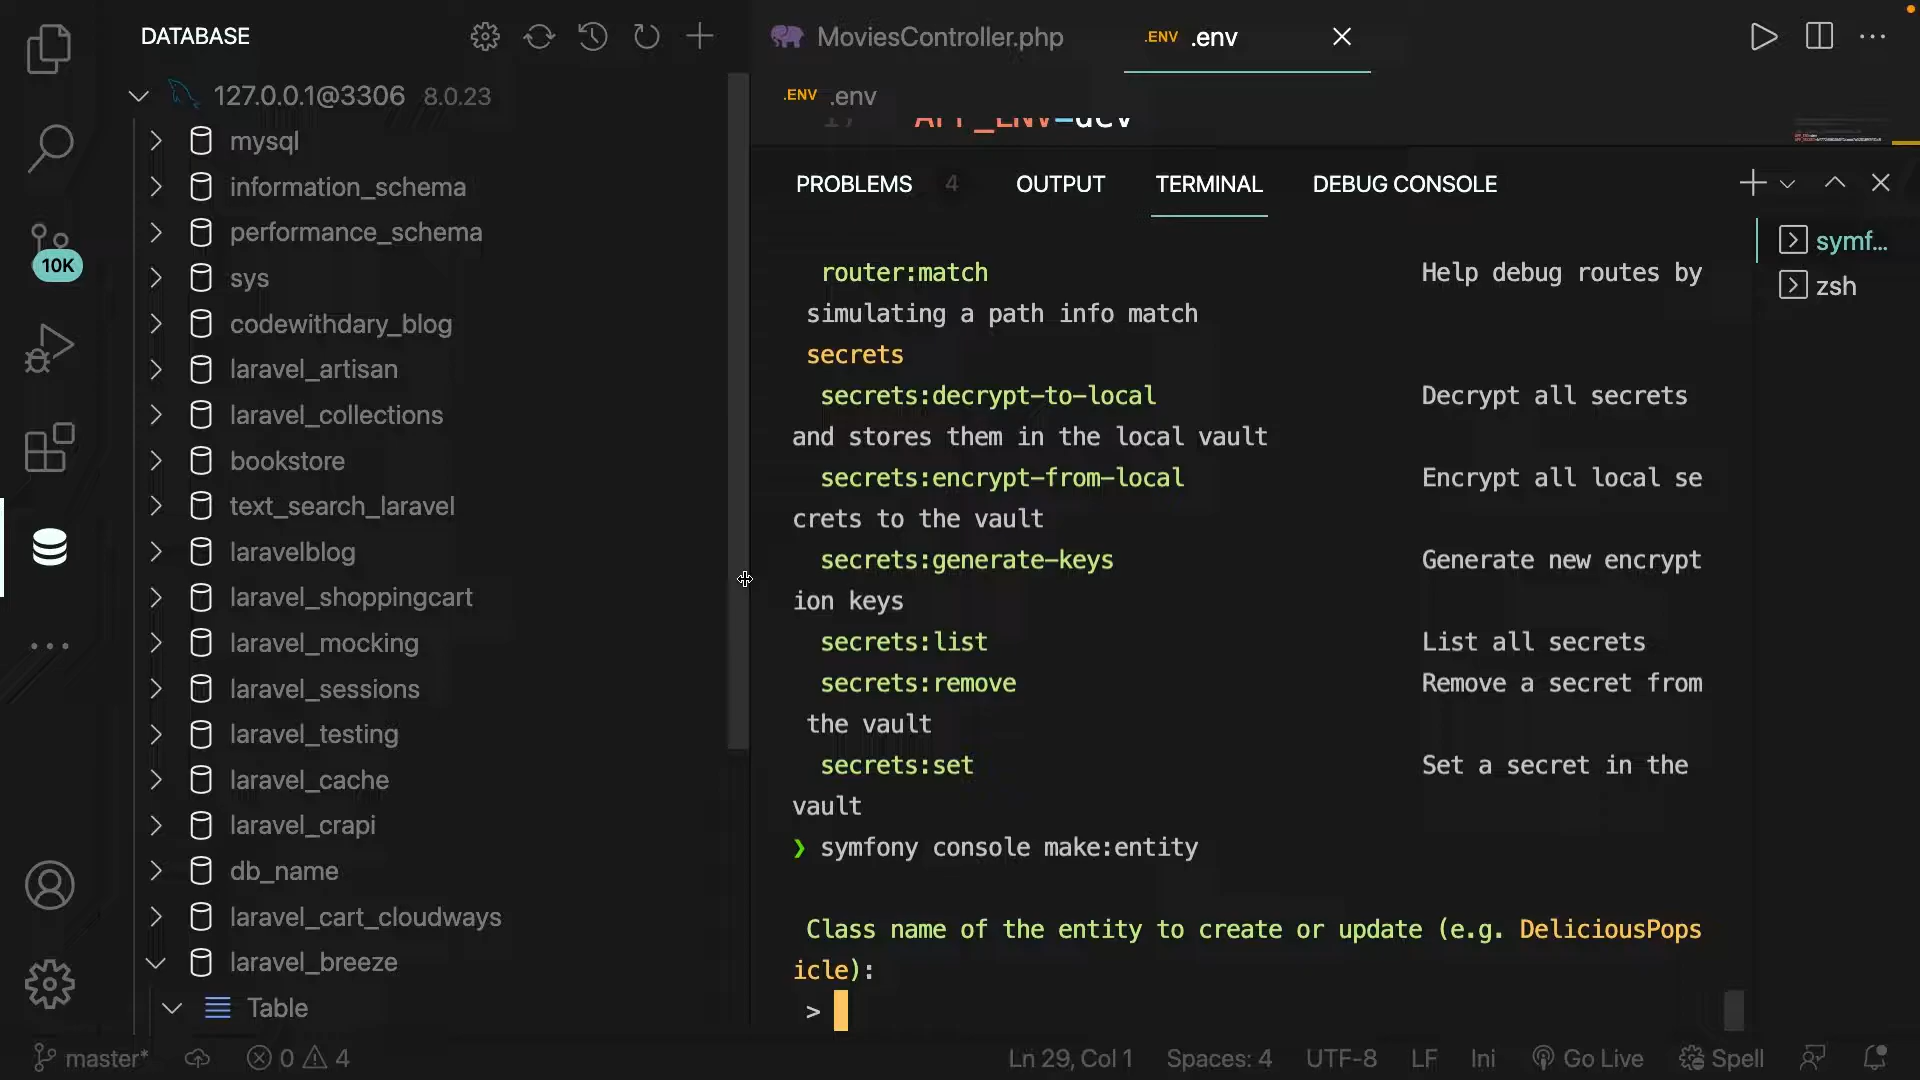 DATABASE
127.0.0.1@3306 8.0.23
mysql
information_schema
performance_schema
sys
codewithdary_blog
laravel_artisan
laravel_collections
bookstore
text_search_laravel
laravelblog
laravel_shoppingcart
laravel_mocking
laravel_sessions
laravel_testing
laravel_cache
laravel_crapi
db_name
laravel_cart_cloudways
laravel_breeze
Table
10K
MoviesController.php
.ENV .env
.ENV .env
17 APP_ENV=dev
PROBLEMS 4 OUTPUT TERMINAL DEBUG CONSOLE
symf...
zsh
router:match Help debug routes by
simulating a path info match
secrets
secrets:decrypt-to-local Decrypt all secrets
and stores them in the local vault
secrets:encrypt-from-local Encrypt all local se
crets to the vault
secrets:generate-keys Generate new encrypt
ion keys
secrets:list List all secrets
secrets:remove Remove a secret from
the vault
secrets:set Set a secret in the
vault
❯ symfony console make:entity
Class name of the entity to create or update (e.g. DeliciousPops
icle):
>
master* 0 4 Ln 29, Col 1 Spaces: 4 UTF-8 LF Ini Go Live Spell